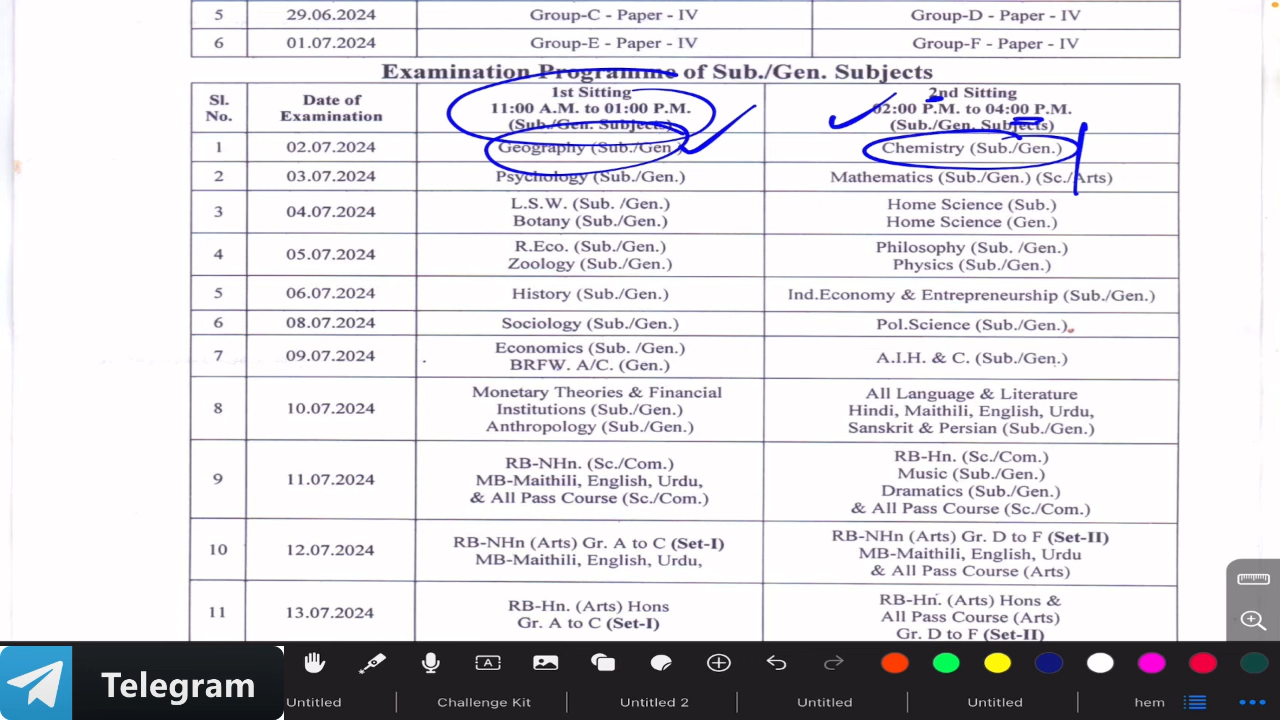 5 29.06.2024 Group-C - Paper - IV Group-D - Paper - IV
6 01.07.2024 Group-E - Paper - IV Group-F - Paper - IV
Examination Programme of Sub./Gen. Subjects
Sl. No. Date of Examination 1st Sitting 11:00 A.M. to 01:00 P.M. (Sub./Gen. Subjects) 2nd Sitting 02:00 P.M. to 04:00 P.M. (Sub./Gen. Subjects)
1 02.07.2024 Geography (Sub./Gen.) Chemistry (Sub./Gen.)
2 03.07.2024 Psychology (Sub./Gen.) Mathematics (Sub./Gen.) (Sc./Arts)
3 04.07.2024 L.S.W. (Sub. /Gen.) Home Science (Sub.)
Botany (Sub./Gen.) Home Science (Gen.)
4 05.07.2024 R.Eco. (Sub./Gen.) Philosophy (Sub. /Gen.)
Zoology (Sub./Gen.) Physics (Sub./Gen.)
5 06.07.2024 History (Sub./Gen.) Ind.Economy & Entrepreneurship (Sub./Gen.)
6 08.07.2024 Sociology (Sub./Gen.) Pol.Science (Sub./Gen.)
7 09.07.2024 Economics (Sub. /Gen.) A.I.H. & C. (Sub./Gen.)
BRFW. A/C. (Gen.)
8 10.07.2024 Monetary Theories & Financial All Language & Literature
Institutions (Sub./Gen.) Hindi, Maithili, English, Urdu,
Anthropology (Sub./Gen.) Sanskrit & Persian (Sub./Gen.)
9 11.07.2024 RB-NHn. (Sc./Com.) RB-Hn. (Sc./Com.)
MB-Maithili, English, Urdu, Music (Sub./Gen.)
& All Pass Course (Sc./Com.) Dramatics (Sub./Gen.)
& All Pass Course (Sc./Com.)
10 12.07.2024 RB-NHn (Arts) Gr. A to C (Set-I) RB-NHn (Arts) Gr. D to F (Set-II)
MB-Maithili, English, Urdu, MB-Maithili, English, Urdu
& All Pass Course (Arts)
11 13.07.2024 RB-Hn. (Arts) Hons RB-Hn. (Arts) Hons &
Gr. A to C (Set-I) All Pass Course (Arts)
Gr. D to F (Set-II)
Telegram
Untitled Challenge Kit Untitled 2 Untitled Untitled hem